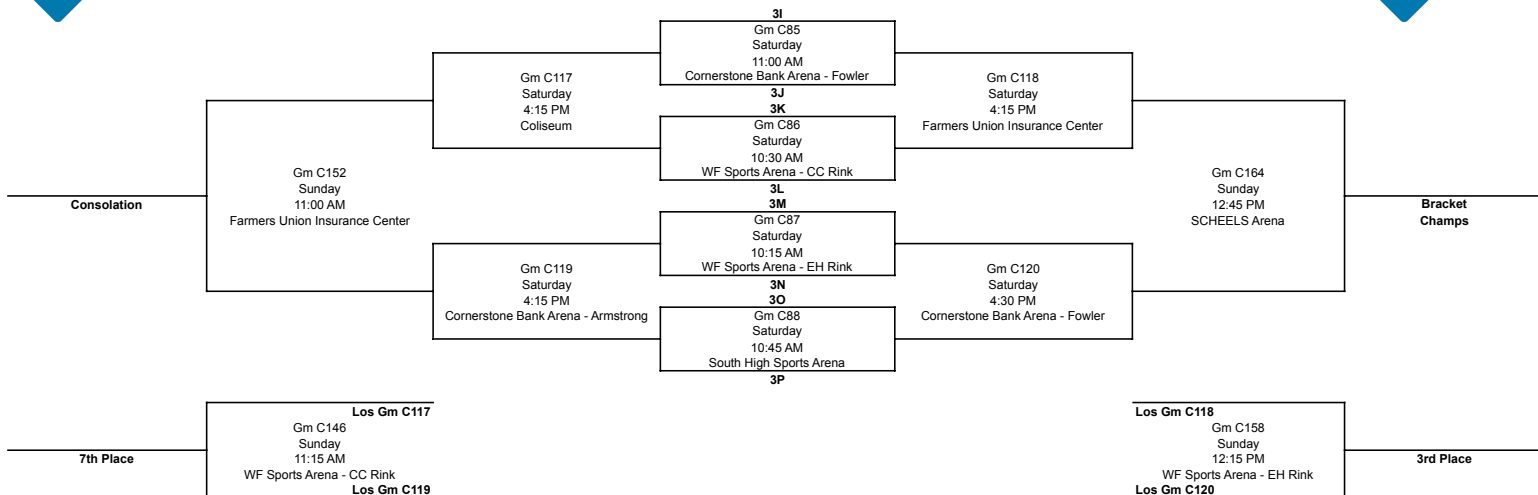 3I
Gm C85
Saturday
11:00 AM
Cornerstone Bank Arena - Fowler
3J
Gm C117
Saturday
4:15 PM
Coliseum
Gm C118
Saturday
4:15 PM
Farmers Union Insurance Center
3K
Gm C86
Saturday
10:30 AM
WF Sports Arena - CC Rink
3L
Gm C152
Sunday
11:00 AM
Farmers Union Insurance Center
Consolation
Gm C164
Sunday
12:45 PM
SCHEELS Arena
Bracket
Champs
3M
Gm C87
Saturday
10:15 AM
WF Sports Arena - EH Rink
3N
Gm C119
Saturday
4:15 PM
Cornerstone Bank Arena - Armstrong
Gm C120
Saturday
4:30 PM
Cornerstone Bank Arena - Fowler
3O
Gm C88
Saturday
10:45 AM
South High Sports Arena
3P
Los Gm C117
Gm C146
Sunday
11:15 AM
WF Sports Arena - CC Rink
Los Gm C119
7th Place
Los Gm C118
Gm C158
Sunday
12:15 PM
WF Sports Arena - EH Rink
Los Gm C120
3rd Place